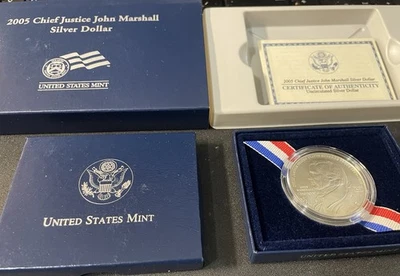 2005 Chief Justice John Marshall
Silver Dollar
UNITED STATES MINT
2005 Chief Justice John Marshall Silver Dollar
CERTIFICATE OF AUTHENTICITY
Uncirculated Silver Dollar
UNITED STATES MINT